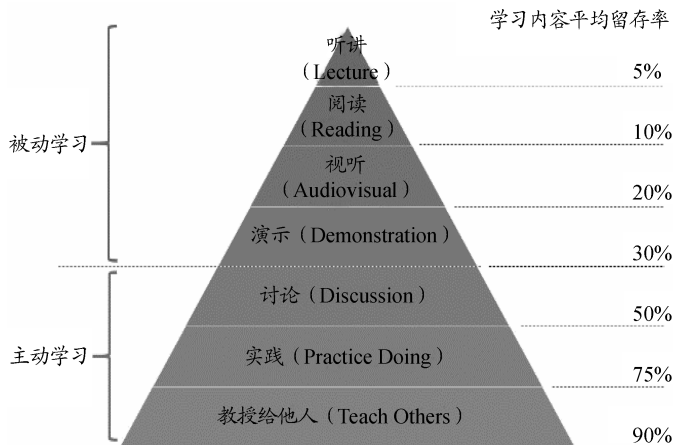 学习内容平均留存率
听讲
(Lecture)
5%
阅读
(Reading)
10%
被动学习
视听
(Audiovisual)
20%
演示(Demonstration)
30%
讨论(Discussion)
50%
主动学习
实践(Practice Doing)
75%
教授给他人(Teach Others)
90%